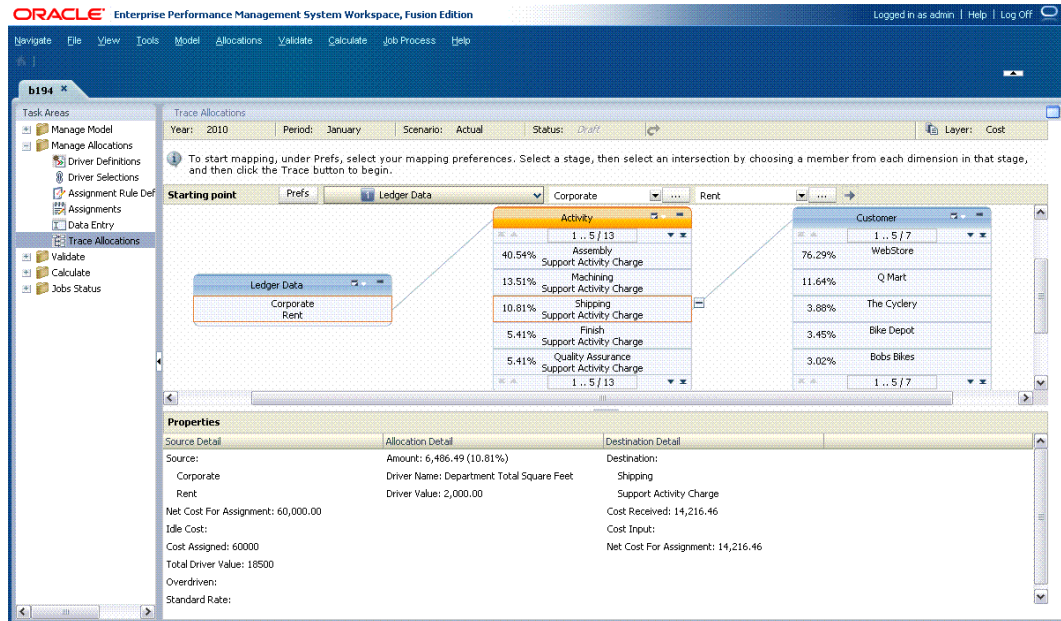 ORACLE Enterprise Performance Management System Workspace, Fusion Edition
Logged in as admin | Help | Log Off
Navigate File View Tools Model Allocations Validate Calculate Job Process Help
b194
Task Areas
Manage Model
Manage Allocations
Driver Definitions
Driver Selections
Assignment Rule Def
Assignments
Data Entry
Trace Allocations
Validate
Calculate
Jobs Status
Trace Allocations
Year: 2010 Period: January Scenario: Actual Status: Draft Layer: Cost
To start mapping, under Prefs, select your mapping preferences. Select a stage, then select an intersection by choosing a member from each dimension in that stage,
and then click the Trace button to begin.
Starting point Prefs 1 Ledger Data Corporate ... Rent ...
Ledger Data
Corporate
Rent
Activity
1 .. 5 / 13
40.54% Assembly
Support Activity Charge
13.51% Machining
Support Activity Charge
10.81% Shipping
Support Activity Charge
5.41% Finish
Support Activity Charge
5.41% Quality Assurance
Support Activity Charge
1 .. 5 / 13
Customer
1 .. 5 / 7
76.29% WebStore
11.64% Q Mart
3.88% The Cyclery
3.45% Bike Depot
3.02% Bobs Bikes
1 .. 5 / 7
Properties
Source Detail Allocation Detail Destination Detail
Source: Amount: 6,486.49 (10.81%) Destination:
Corporate Driver Name: Department Total Square Feet Shipping
Rent Driver Value: 2,000.00 Support Activity Charge
Net Cost For Assignment: 60,000.00 Cost Received: 14,216.46
Idle Cost: Cost Input:
Cost Assigned: 60000 Net Cost For Assignment: 14,216.46
Total Driver Value: 18500
Overdriven:
Standard Rate: